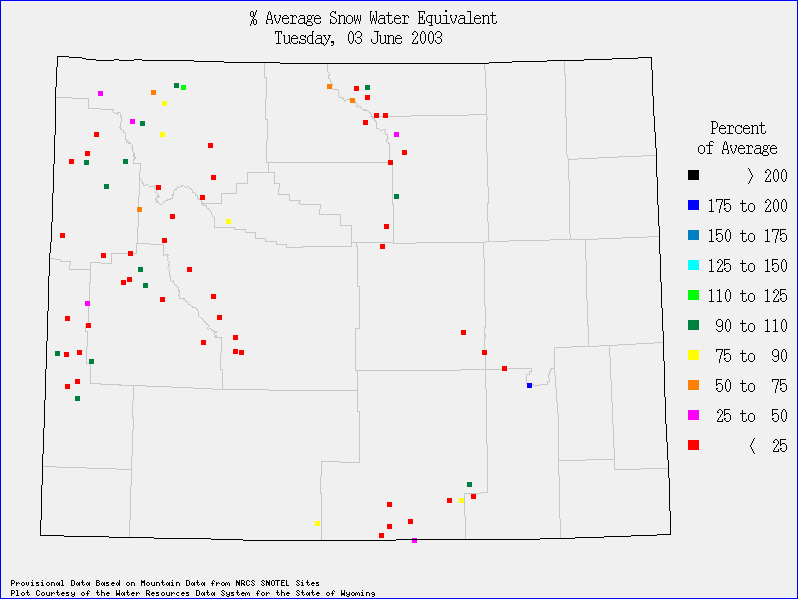 % Average Snow Water Equivalent
Tuesday, 03 June 2003
Percent
of Average
> 200
175 to 200
150 to 175
125 to 150
110 to 125
90 to 110
75 to 90
50 to 75
25 to 50
< 25
Provisional Data Based on Mountain Data from NRCS SNOTEL Sites
Plot Courtesy of the Water Resources Data System for the State of Wyoming